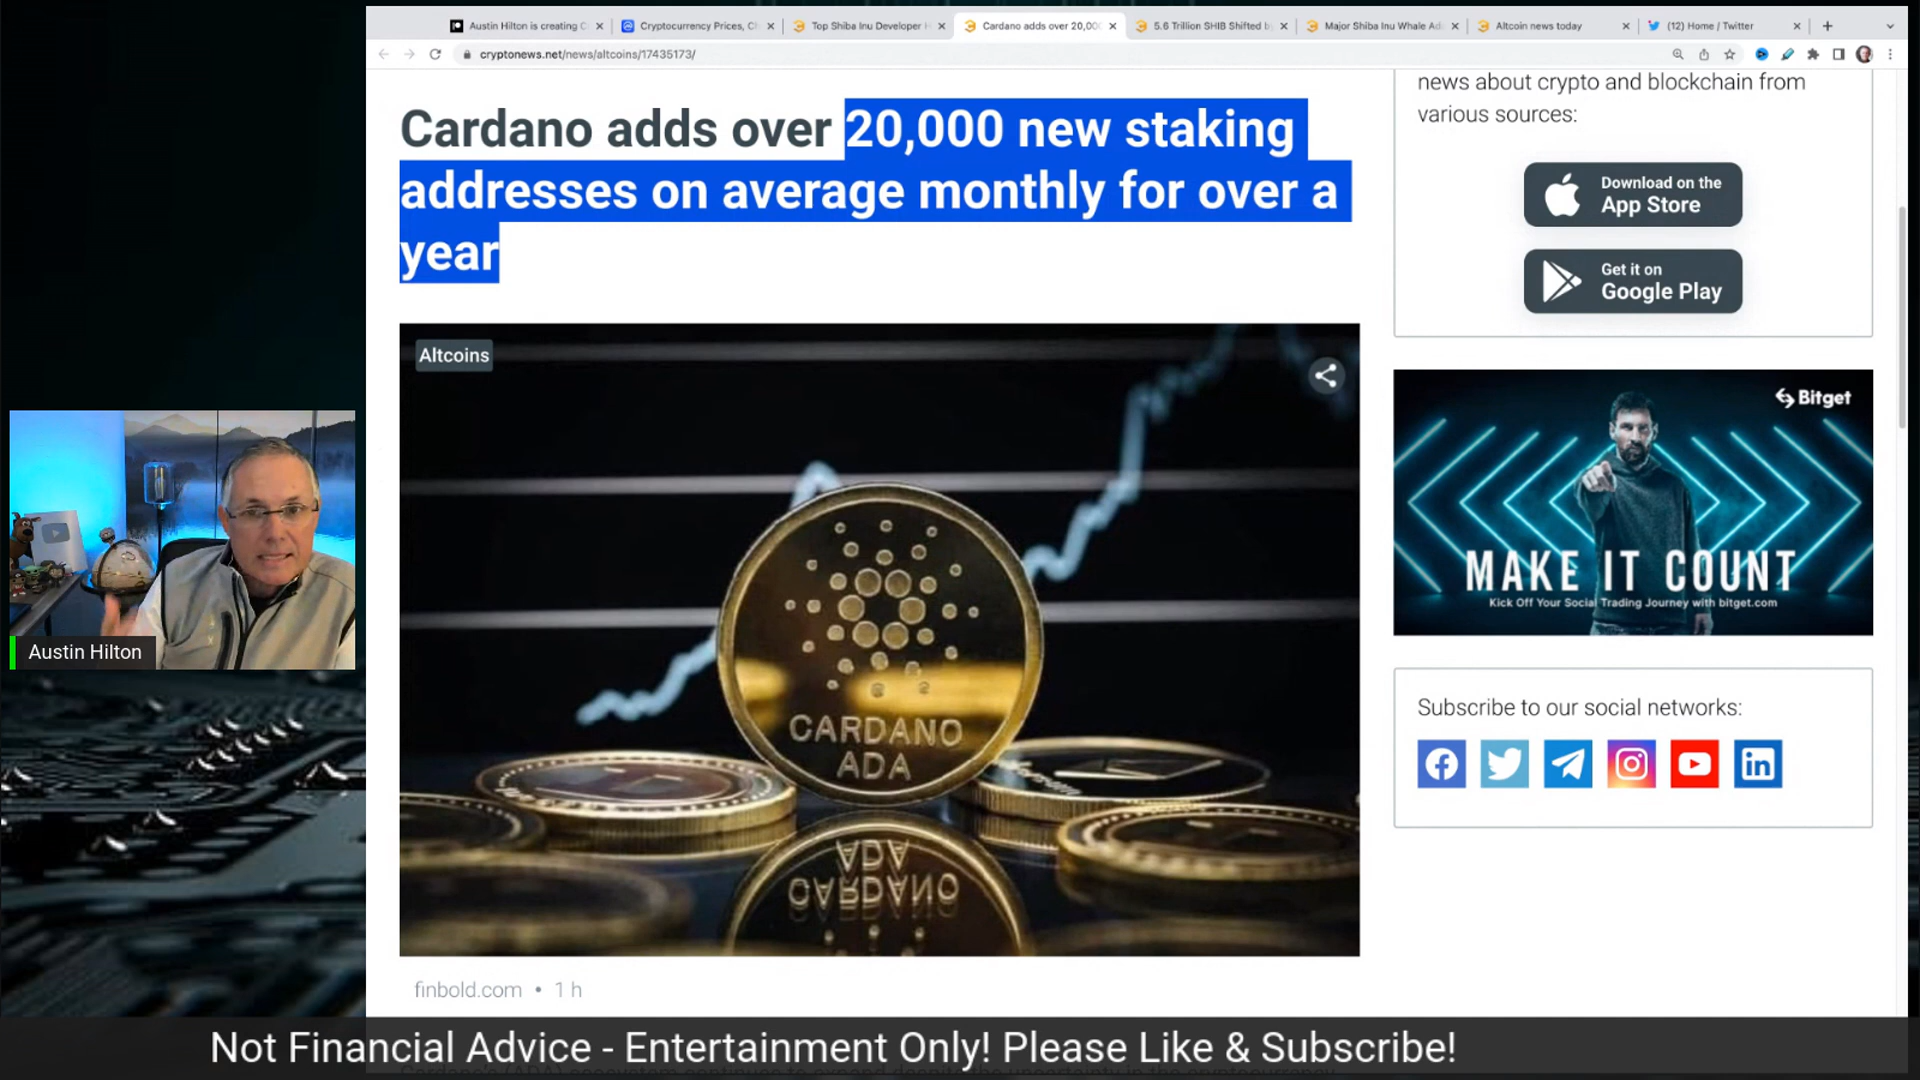 Austin Hilton is creating C
Cryptocurrency Prices, Ch
Top Shiba Inu Developer H
Cardano adds over 20,000
5.6 Trillion SHIB Shifted b
Major Shiba Inu Whale Ad
Altcoin news today
(12) Home / Twitter
cryptonews.net/news/altcoins/17435173/
Cardano adds over 20,000 new staking
addresses on average monthly for over a
year
Altcoins
CARDANO
ADA
finbold.com • 1 h
news about crypto and blockchain from
various sources:
Download on the
App Store
Get it on
Google Play
Bitget
MAKE IT COUNT
Kick Off Your Social Trading Journey with bitget.com
Subscribe to our social networks:
Austin Hilton
Not Financial Advice - Entertainment Only! Please Like & Subscribe!